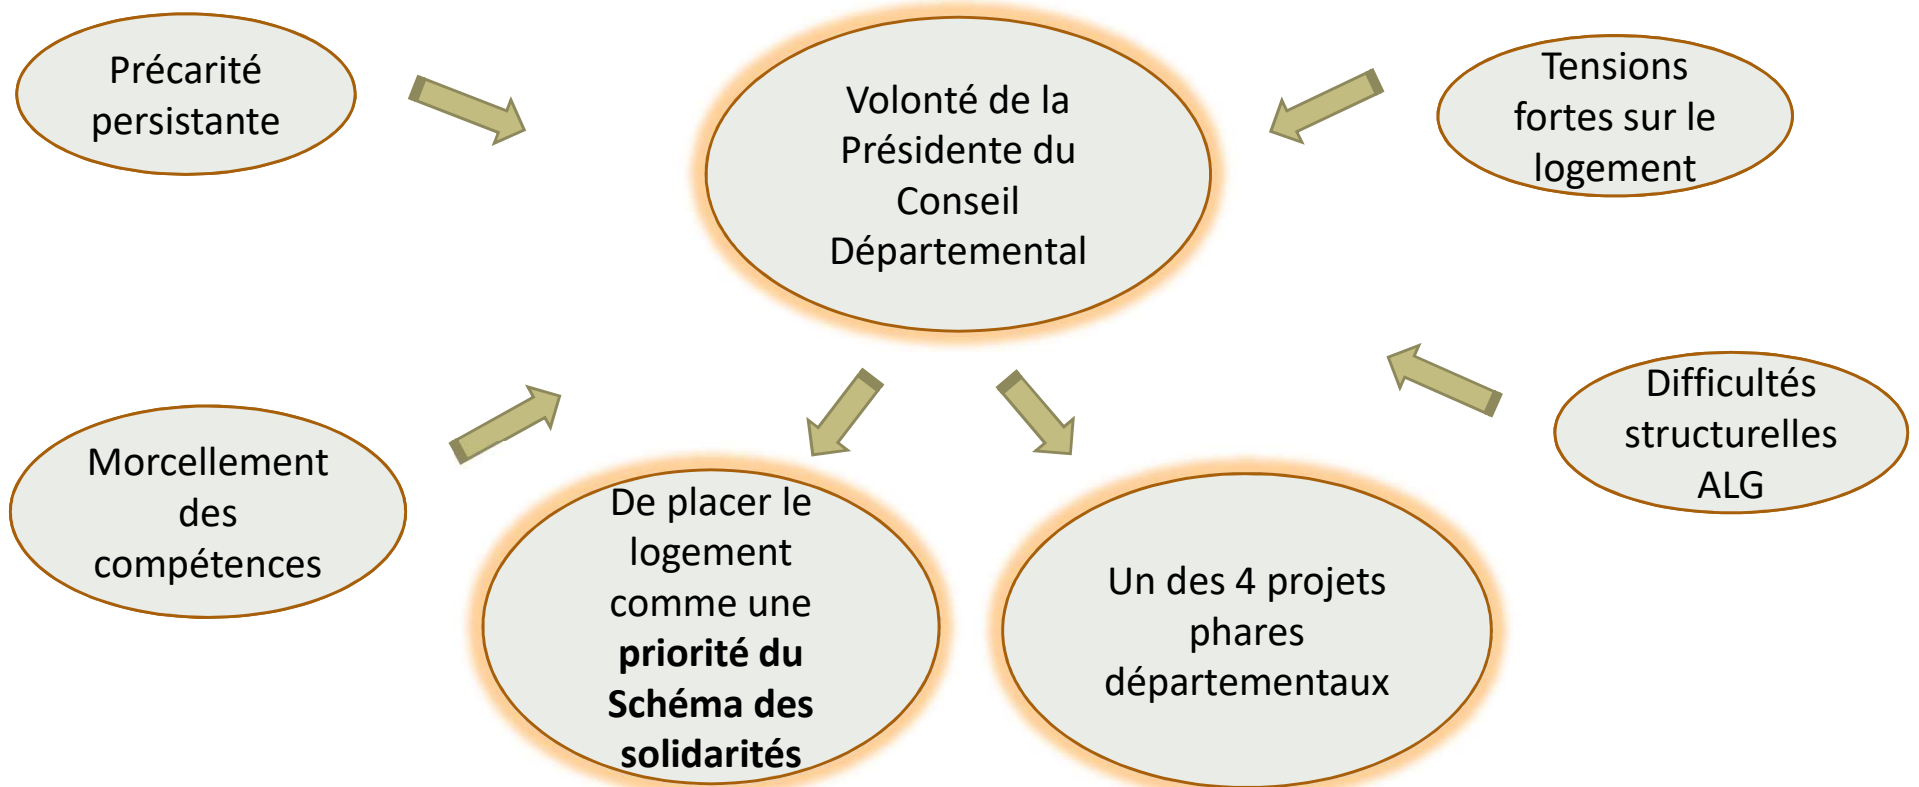 Précarité
persistante
Volonté de la
Présidente du
Conseil
Départemental
Tensions
fortes sur le
logement
Morcellement
des
compétences
De placer le
logement
comme une
priorité du
Schéma des
solidarités
Un des 4 projets
phares
départementaux
Difficultés
structurelles
ALG